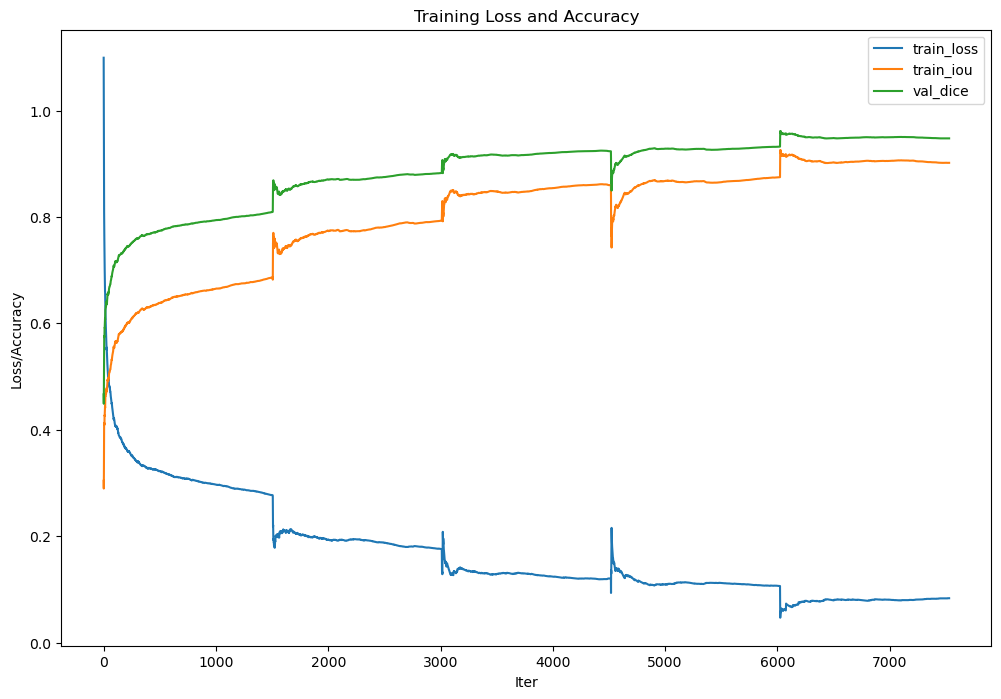 Training Loss and Accuracy
train_loss
train_iou
val_dice
Loss/Accuracy
1.0
0.8
0.6
0.4
0.2
0.0
0 1000 2000 3000 4000 5000 6000 7000
Iter